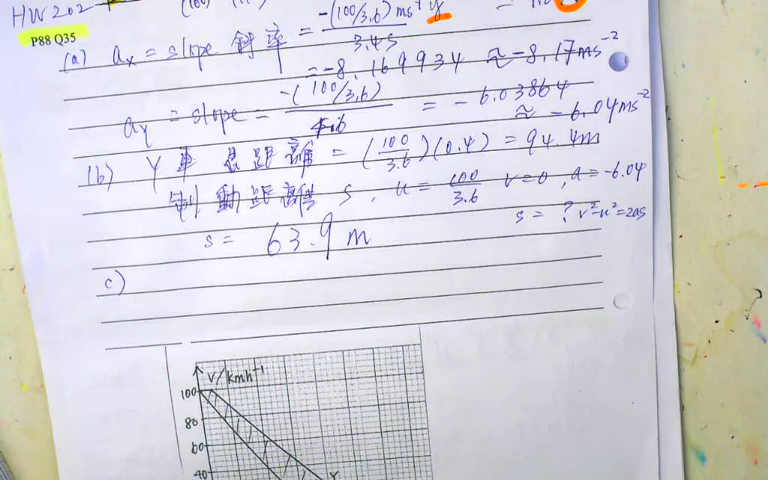 HW202
P88 Q35
(a) ax = slope 斜率 = -(100/3.6) ms⁻¹ / 3.4 s
= -8.169934 ≈ -8.17 ms⁻²
ay = slope = -(100/3.6) / 4.6 = -6.03864
≈ -6.04 ms⁻²
(b) Y 車 距離 = (100/3.6)(0.4) = 94.4 m
制動距離 s, u = 100/3.6 v=0, a = -6.04
s = ? v²-u²=2as
s = 63.9 m
c)
V/kmh⁻¹
100
80
60
40
Y